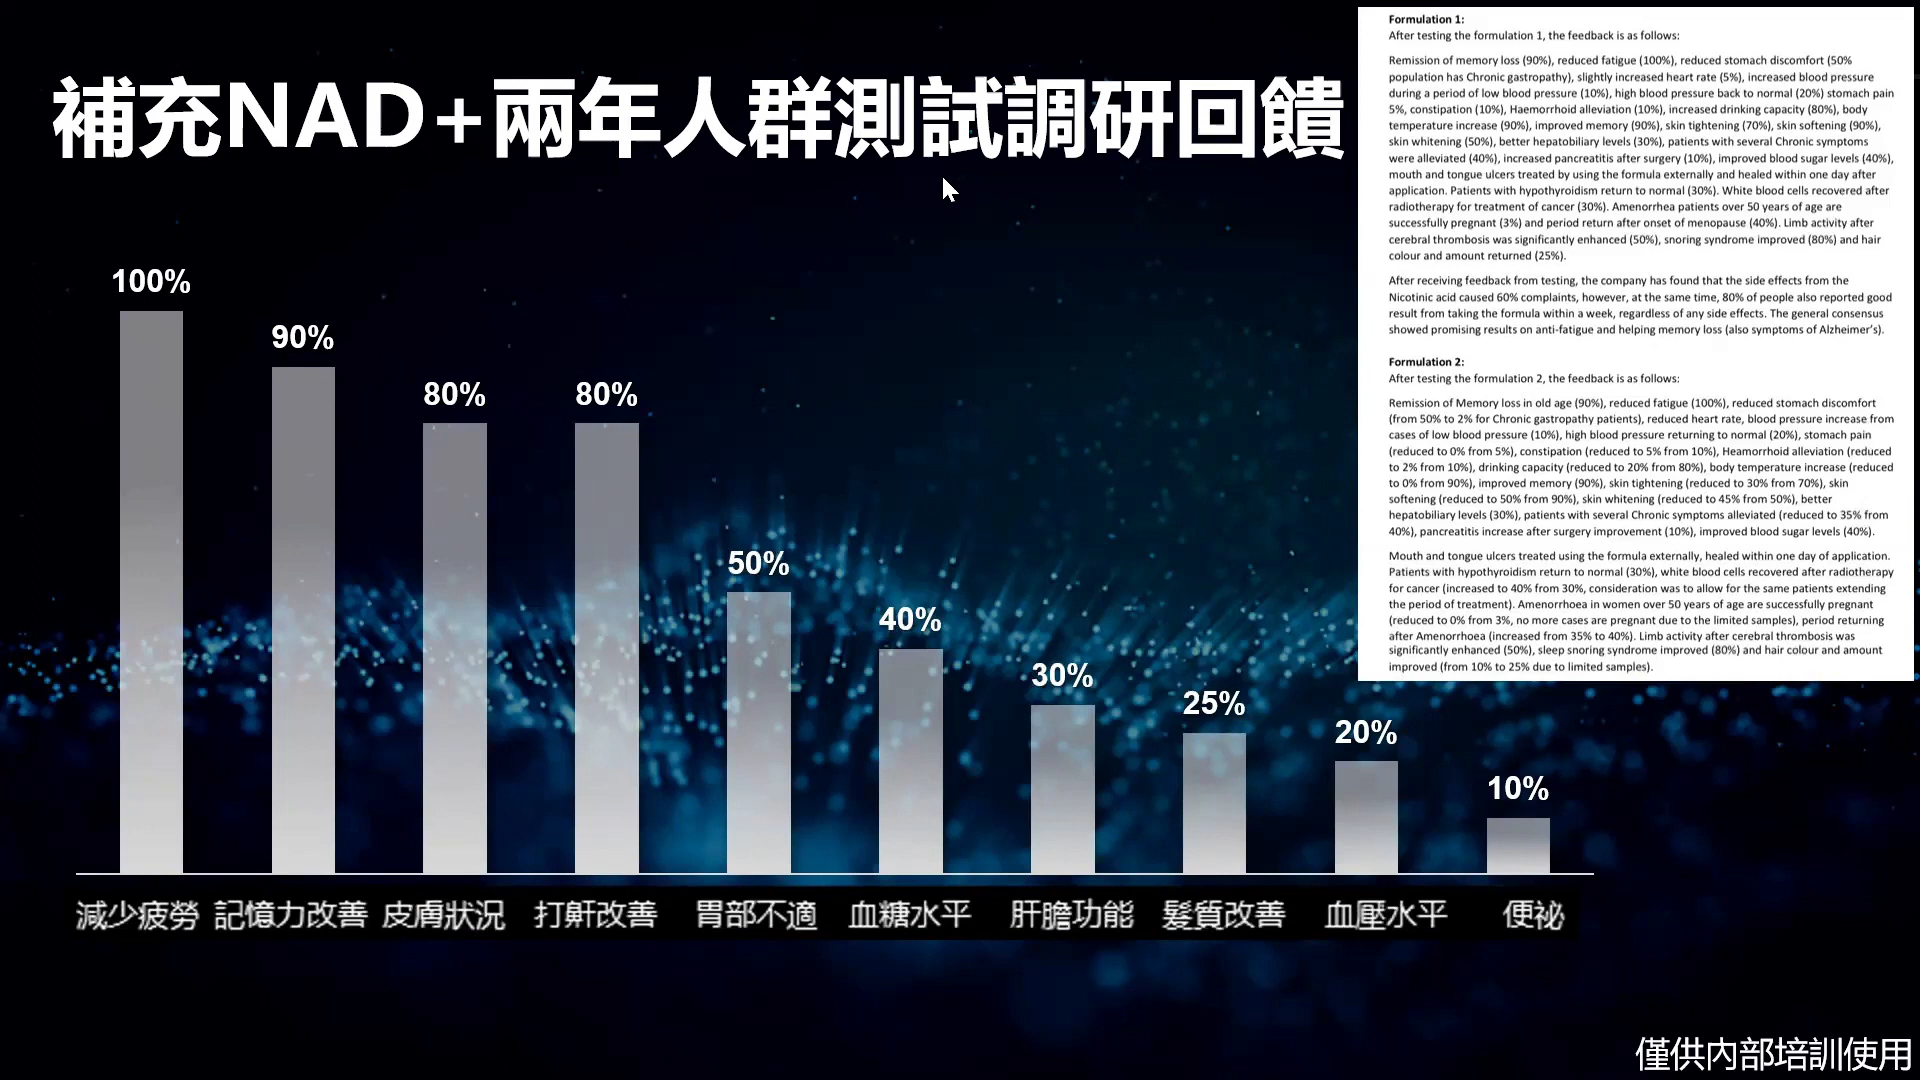 補充NAD+兩年人群測試調研回饋
100%
90%
80%
80%
50%
40%
30%
25%
20%
10%
減少疲勞
記憶力改善
皮膚狀況
打鼾改善
胃部不適
血糖水平
肝膽功能
髮質改善
血壓水平
便祕
Formulation 1:
After testing the formulation 1, the feedback is as follows:
Remission of memory loss (90%), reduced fatigue (100%), reduced stomach discomfort (50%
population has Chronic gastropathy), slightly increased heart rate (5%), increased blood pressure
during a period of low blood pressure (10%), high blood pressure back to normal (20%) stomach pain
5%, constipation (10%), Haemorrhoid alleviation (10%), increased drinking capacity (80%), body
temperature increase (90%), improved memory (90%), skin tightening (70%), skin softening (90%),
skin whitening (50%), better hepatobiliary levels (30%), patients with several Chronic symptoms
were alleviated (40%), increased pancreatitis after surgery (10%), improved blood sugar levels (40%),
mouth and tongue ulcers treated by using the formula externally and healed within one day after
application. Patients with hypothyroidism return to normal (30%). White blood cells recovered after
radiotherapy for treatment of cancer (30%). Amenorrhea patients over 50 years of age are
successfully pregnant (3%) and period return after onset of menopause (40%). Limb activity after
cerebral thrombosis was significantly enhanced (50%), snoring syndrome improved (80%) and hair
colour and amount returned (25%).
After receiving feedback from testing, the company has found that the side effects from the
Nicotinic acid caused 60% complaints, however, at the same time, 80% of people also reported good
result from taking the formula within a week, regardless of any side effects. The general consensus
showed promising results on anti-fatigue and helping memory loss (also symptoms of Alzheimer's).
Formulation 2:
After testing the formulation 2, the feedback is as follows:
Remission of Memory loss in old age (90%), reduced fatigue (100%), reduced stomach discomfort
(from 50% to 2% for Chronic gastropathy patients), reduced heart rate, blood pressure increase from
cases of low blood pressure (10%), high blood pressure returning to normal (20%), stomach pain
(reduced to 0% from 5%), constipation (reduced to 5% from 10%), Heamorrhoid alleviation (reduced
to 2% from 10%), drinking capacity (reduced to 20% from 80%), body temperature increase (reduced
to 0% from 90%), improved memory (90%), skin tightening (reduced to 30% from 70%), skin
softening (reduced to 50% from 90%), skin whitening (reduced to 45% from 50%), better
hepatobiliary levels (30%), patients with several Chronic symptoms alleviated (reduced to 35% from
40%), pancreatitis increase after surgery improvement (10%), improved blood sugar levels (40%).
Mouth and tongue ulcers treated using the formula externally, healed within one day of application.
Patients with hypothyroidism return to normal (30%), white blood cells recovered after radiotherapy
for cancer (increased to 40% from 30%, consideration was to allow for the same patients extending
the period of treatment). Amenorrhoea in women over 50 years of age are successfully pregnant
(reduced to 0% from 3%, no more cases are pregnant due to the limited samples), period returning
after Amenorrhoea (increased from 35% to 40%). Limb activity after cerebral thrombosis was
significantly enhanced (50%), sleep snoring syndrome improved (80%) and hair colour and amount
improved (from 10% to 25% due to limited samples).
僅供內部培訓使用